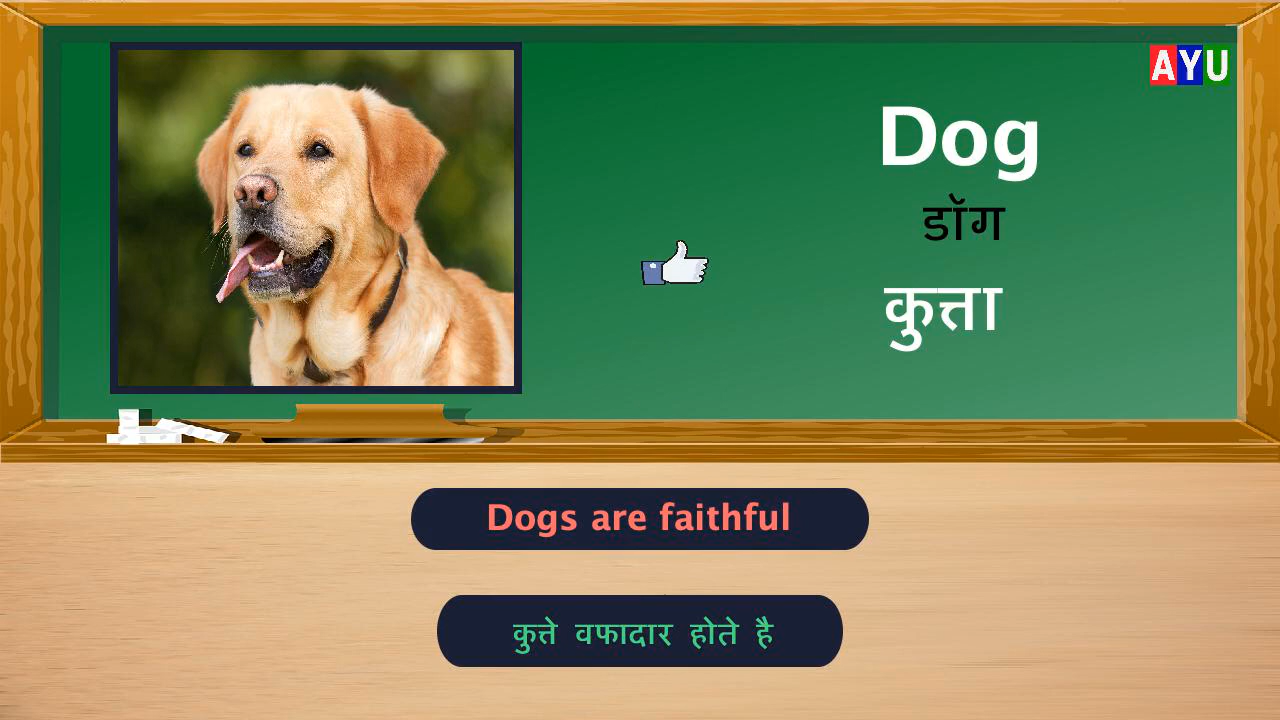 AYU
Dog
डॉग
कुत्ता
Dogs are faithful
कुत्ते वफादार होते है